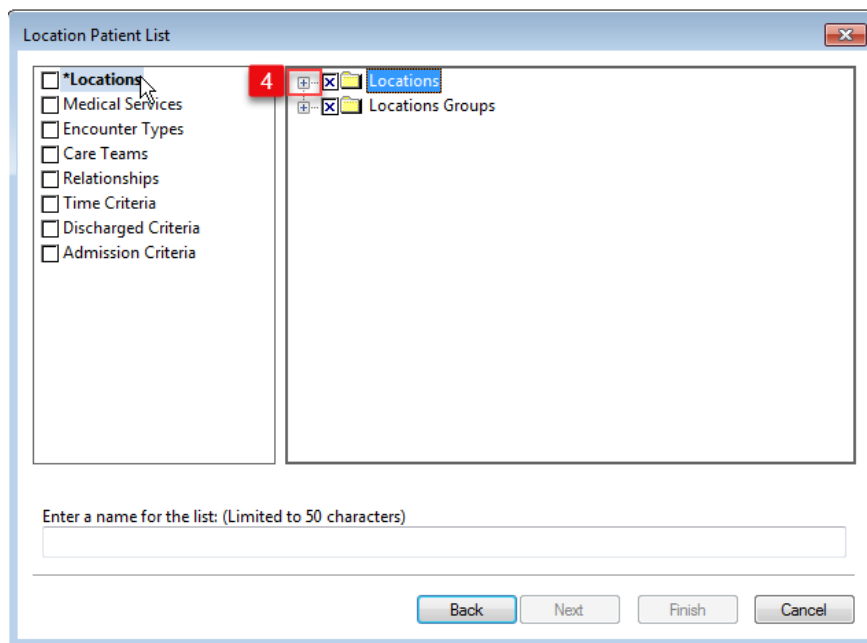 Location Patient List
*Locations
Medical Services
Encounter Types
Care Teams
Relationships
Time Criteria
Discharged Criteria
Admission Criteria
4
Locations
Locations Groups
Enter a name for the list: (Limited to 50 characters)
Back Next Finish Cancel